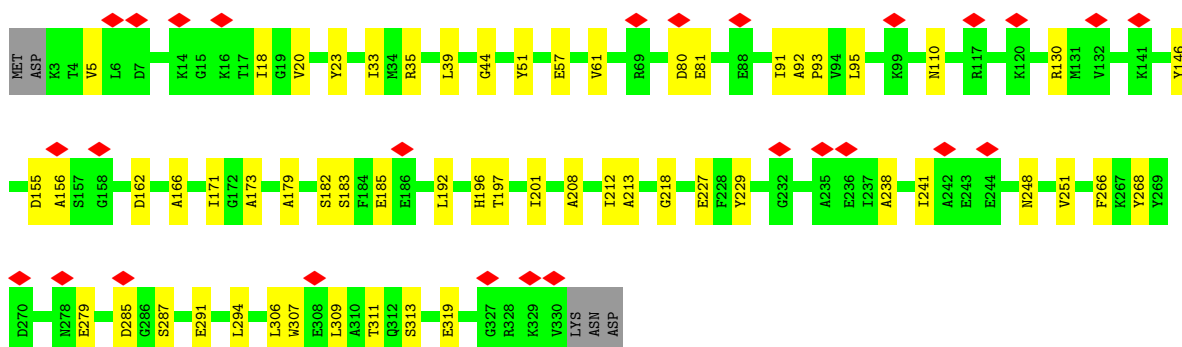 MET ASP K3 T4 V5 L6 D7 K14 G15 K16 T17 I18 G19 V20 Y23 I33 M34 R35 L39 G44 Y51 E57 V61 R69 D80 E81 E88 I91 A92 P93 V94 L95 K99 N110 R117 K120 R130 M131 V132 K141 Y146
D155 A156 S157 G158 D162 A166 I171 G172 A173 A179 S182 S183 F184 E185 E186 L192 H196 T197 I201 A208 I212 A213 G218 E227 F228 Y229 G232 A235 E236 I237 A238 I241 A242 E243 E244 N248 V251 F266 K267 Y268 Y269
D270 N278 E279 D285 G286 S287 E291 L294 L306 W307 E308 L309 A310 T311 Q312 S313 E319 G327 R328 K329 V330 LYS ASN ASP